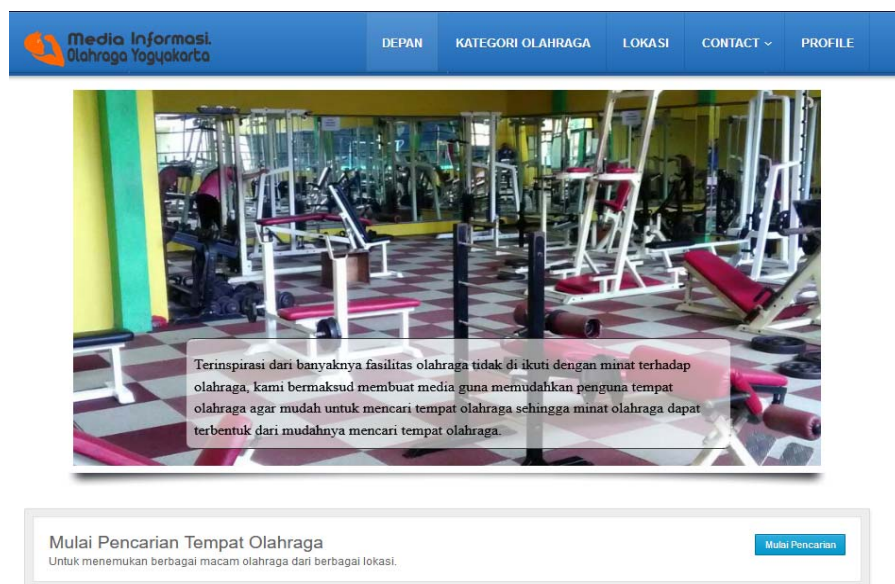 Media Informasi.
Olahraga Yogyakarta
DEPAN
KATEGORI OLAHRAGA
LOKASI
CONTACT
PROFILE
Terinspirasi dari banyaknya fasilitas olahraga tidak di ikuti dengan minat terhadap
olahraga, kami bermaksud membuat media guna memudahkan penguna tempat
olahraga agar mudah untuk mencari tempat olahraga sehingga minat olahraga dapat
terbentuk dari mudahnya mencari tempat olahraga.
Mulai Pencarian Tempat Olahraga
Untuk menemukan berbagai macam olahraga dari berbagai lokasi.
Mulai Pencarian